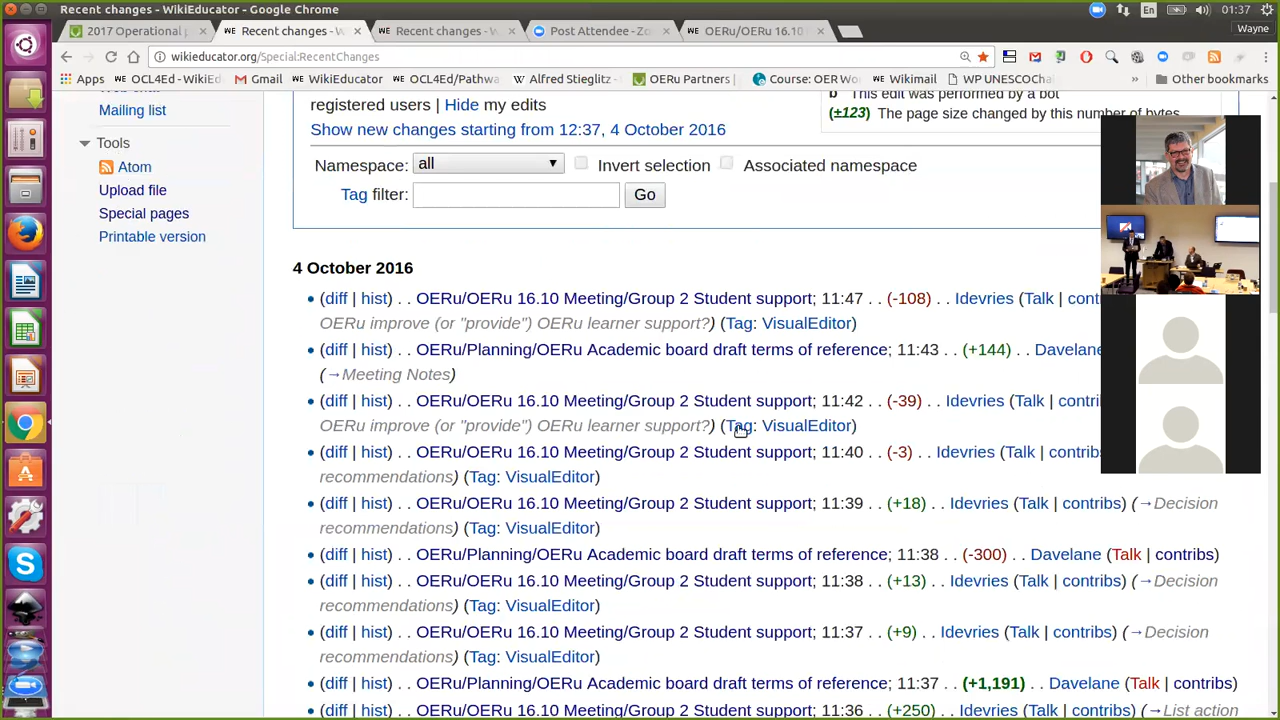 Recent changes - WikiEducator - Google Chrome
En
01:37
2017 Operational p
WE Recent changes - W
WE Recent changes - W
Post Attendee - Zo
WE OERu/OERu 16.10
Wayne
wikieducator.org/Special:RecentChanges
Apps
WE OCL4Ed - WikiEd
Gmail
WE WikiEducator
WE OCL4Ed/Pathwa
W Alfred Stieglitz -
OERu Partners |
Course: OER Wor
WE Wikimail
WP UNESCOCha
»
Other bookmarks
Mailing list
Tools
Atom
Upload file
Special pages
Printable version
registered users | Hide my edits
Show new changes starting from 12:37, 4 October 2016
b This edit was performed by a bot
(±123) The page size changed by this number of bytes
Namespace: all Invert selection Associated namespace
Tag filter: Go
4 October 2016
(diff | hist) . . OERu/OERu 16.10 Meeting/Group 2 Student support; 11:47 . . (-108) . . Idevries (Talk | cont
OERu improve (or "provide") OERu learner support?) (Tag: VisualEditor)
(diff | hist) . . OERu/Planning/OERu Academic board draft terms of reference; 11:43 . . (+144) . . Davelane
(→Meeting Notes)
(diff | hist) . . OERu/OERu 16.10 Meeting/Group 2 Student support; 11:42 . . (-39) . . Idevries (Talk | contri
OERu improve (or "provide") OERu learner support?) (Tag: VisualEditor)
(diff | hist) . . OERu/OERu 16.10 Meeting/Group 2 Student support; 11:40 . . (-3) . . Idevries (Talk | contribs
recommendations) (Tag: VisualEditor)
(diff | hist) . . OERu/OERu 16.10 Meeting/Group 2 Student support; 11:39 . . (+18) . . Idevries (Talk | contribs) (→Decision
recommendations) (Tag: VisualEditor)
(diff | hist) . . OERu/Planning/OERu Academic board draft terms of reference; 11:38 . . (-300) . . Davelane (Talk | contribs)
(diff | hist) . . OERu/OERu 16.10 Meeting/Group 2 Student support; 11:38 . . (+13) . . Idevries (Talk | contribs) (→Decision
recommendations) (Tag: VisualEditor)
(diff | hist) . . OERu/OERu 16.10 Meeting/Group 2 Student support; 11:37 . . (+9) . . Idevries (Talk | contribs) (→Decision
recommendations) (Tag: VisualEditor)
(diff | hist) . . OERu/Planning/OERu Academic board draft terms of reference; 11:37 . . (+1,191) . . Davelane (Talk | contribs)
(diff | hist) . . OERu/OERu 16.10 Meeting/Group 2 Student support; 11:36 . . (+250) . . Idevries (Talk | contribs) (→List action